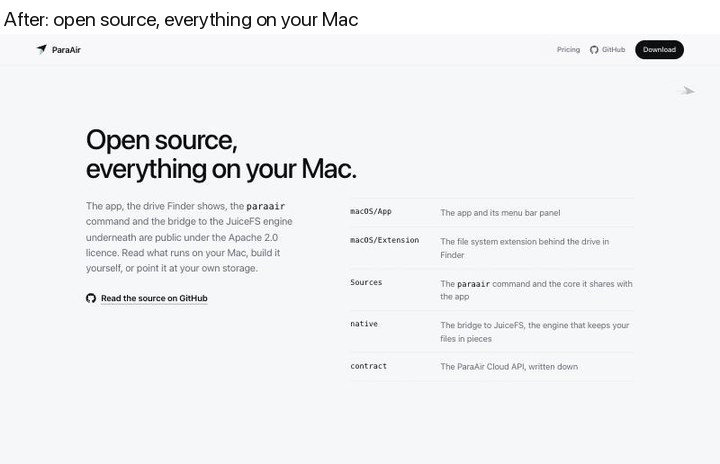 After: open source, everything on your Mac
ParaAir
Pricing
GitHub
Download
Open source,
everything on your Mac.
The app, the drive Finder shows, the paraair
command and the bridge to the JuiceFS engine
underneath are public under the Apache 2.0
licence. Read what runs on your Mac, build it
yourself, or point it at your own storage.
Read the source on GitHub
macOS/App
The app and its menu bar panel
macOS/Extension
The file system extension behind the drive in
Finder
Sources
The paraair command and the core it shares with
the app
native
The bridge to JuiceFS, the engine that keeps your
files in pieces
contract
The ParaAir Cloud API, written down